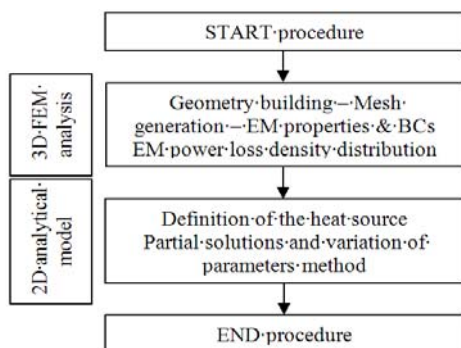 START·procedure
3D·FEM·
analysis
Geometry·building·–·Mesh·
generation·–·EM·properties·&·BCs
EM·power·loss·density·distribution
2D·analytical·
model
Definition·of·the·heat·source
Partial·solutions·and·variation·of·
parameters·method
END·procedure